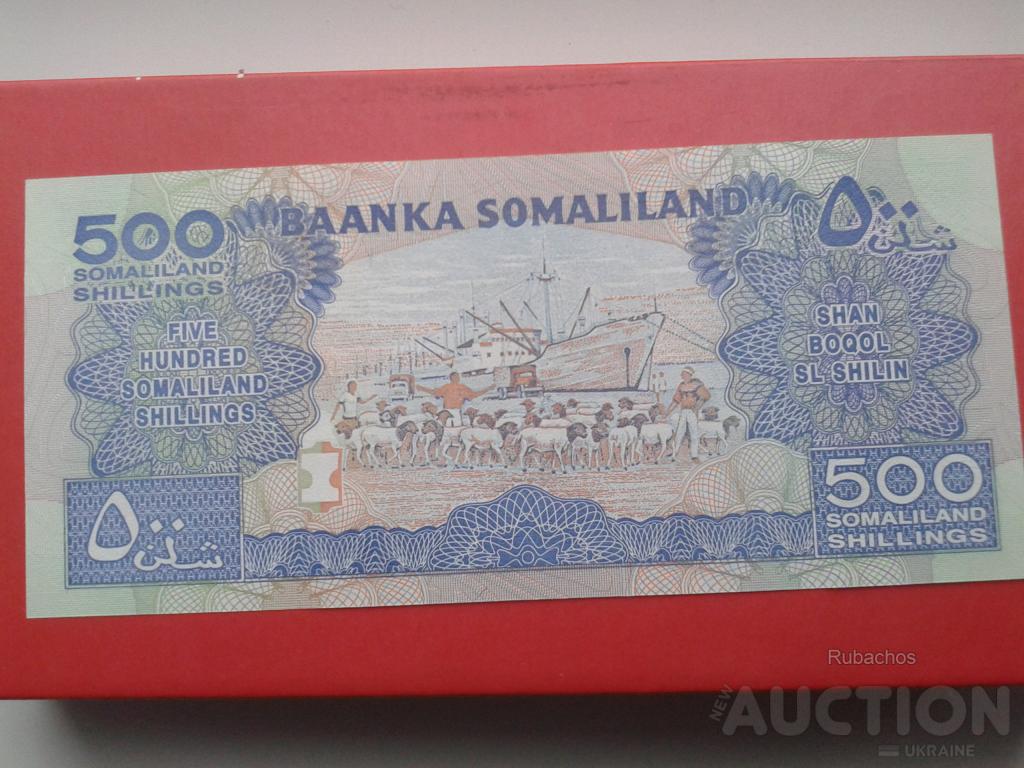 BAANKA SOMALILAND
500
SOMALILAND
SHILLINGS
FIVE
HUNDRED
SOMALILAND
SHILLINGS
٥٠٠
شلن
٥٠٠
شلن
SHAN
BOQOL
SL SHILIN
500
SOMALILAND
SHILLINGS
Rubachos
NEW
AUCTION
UKRAINE